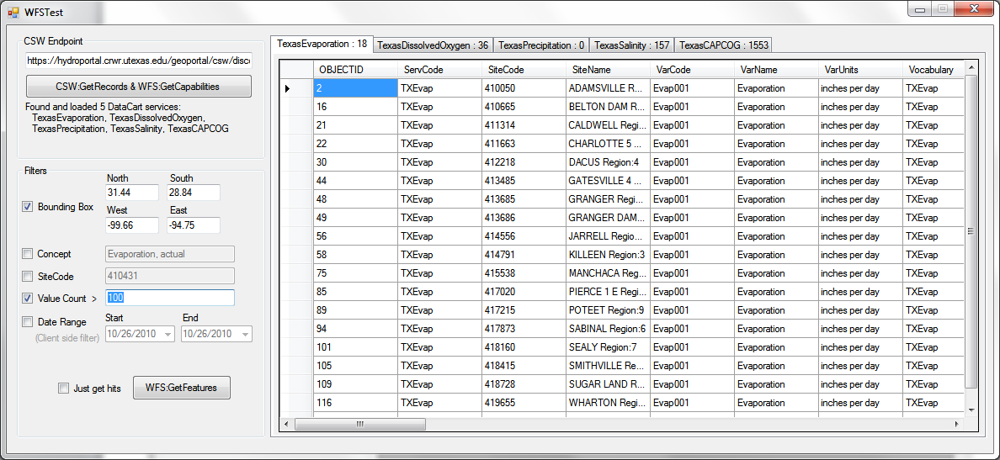 WFSTest
CSW Endpoint
https://hydroportal.crwr.utexas.edu/geoportal/csw/disc
CSW:GetRecords & WFS:GetCapabilities
Found and loaded 5 DataCart services:
TexasEvaporation, TexasDissolvedOxygen,
TexasPrecipitation, TexasSalinity, TexasCAPCOG
Filters
North South
31.44 28.84
Bounding Box
West East
-99.66 -94.75
Concept Evaporation, actual
SiteCode 410431
Value Count > 100
Date Range Start End
(Client side filter) 10/26/2010 10/26/2010
Just get hits WFS:GetFeatures
TexasEvaporation : 18 TexasDissolvedOxygen : 36 TexasPrecipitation : 0 TexasSalinity : 157 TexasCAPCOG : 1553
OBJECTID ServCode SiteCode SiteName VarCode VarName VarUnits Vocabulary
2 TXEvap 410050 ADAMSVILLE R... Evap001 Evaporation inches per day TXEvap
16 TXEvap 410665 BELTON DAM R... Evap001 Evaporation inches per day TXEvap
21 TXEvap 411314 CALDWELL Regi... Evap001 Evaporation inches per day TXEvap
22 TXEvap 411663 CHARLOTTE 5 ... Evap001 Evaporation inches per day TXEvap
30 TXEvap 412218 DACUS Region:4 Evap001 Evaporation inches per day TXEvap
44 TXEvap 413485 GATESVILLE 4 ... Evap001 Evaporation inches per day TXEvap
48 TXEvap 413685 GRANGER Regi... Evap001 Evaporation inches per day TXEvap
49 TXEvap 413686 GRANGER DAM... Evap001 Evaporation inches per day TXEvap
56 TXEvap 414556 JARRELL Region... Evap001 Evaporation inches per day TXEvap
58 TXEvap 414791 KILLEEN Region:3 Evap001 Evaporation inches per day TXEvap
75 TXEvap 415538 MANCHACA Reg... Evap001 Evaporation inches per day TXEvap
85 TXEvap 417020 PIERCE 1 E Regi... Evap001 Evaporation inches per day TXEvap
89 TXEvap 417215 POTEET Region:9 Evap001 Evaporation inches per day TXEvap
94 TXEvap 417873 SABINAL Region:6 Evap001 Evaporation inches per day TXEvap
101 TXEvap 418160 SEALY Region:7 Evap001 Evaporation inches per day TXEvap
105 TXEvap 418415 SMITHVILLE Re... Evap001 Evaporation inches per day TXEvap
109 TXEvap 418728 SUGAR LAND R... Evap001 Evaporation inches per day TXEvap
116 TXEvap 419655 WHARTON Regi... Evap001 Evaporation inches per day TXEvap